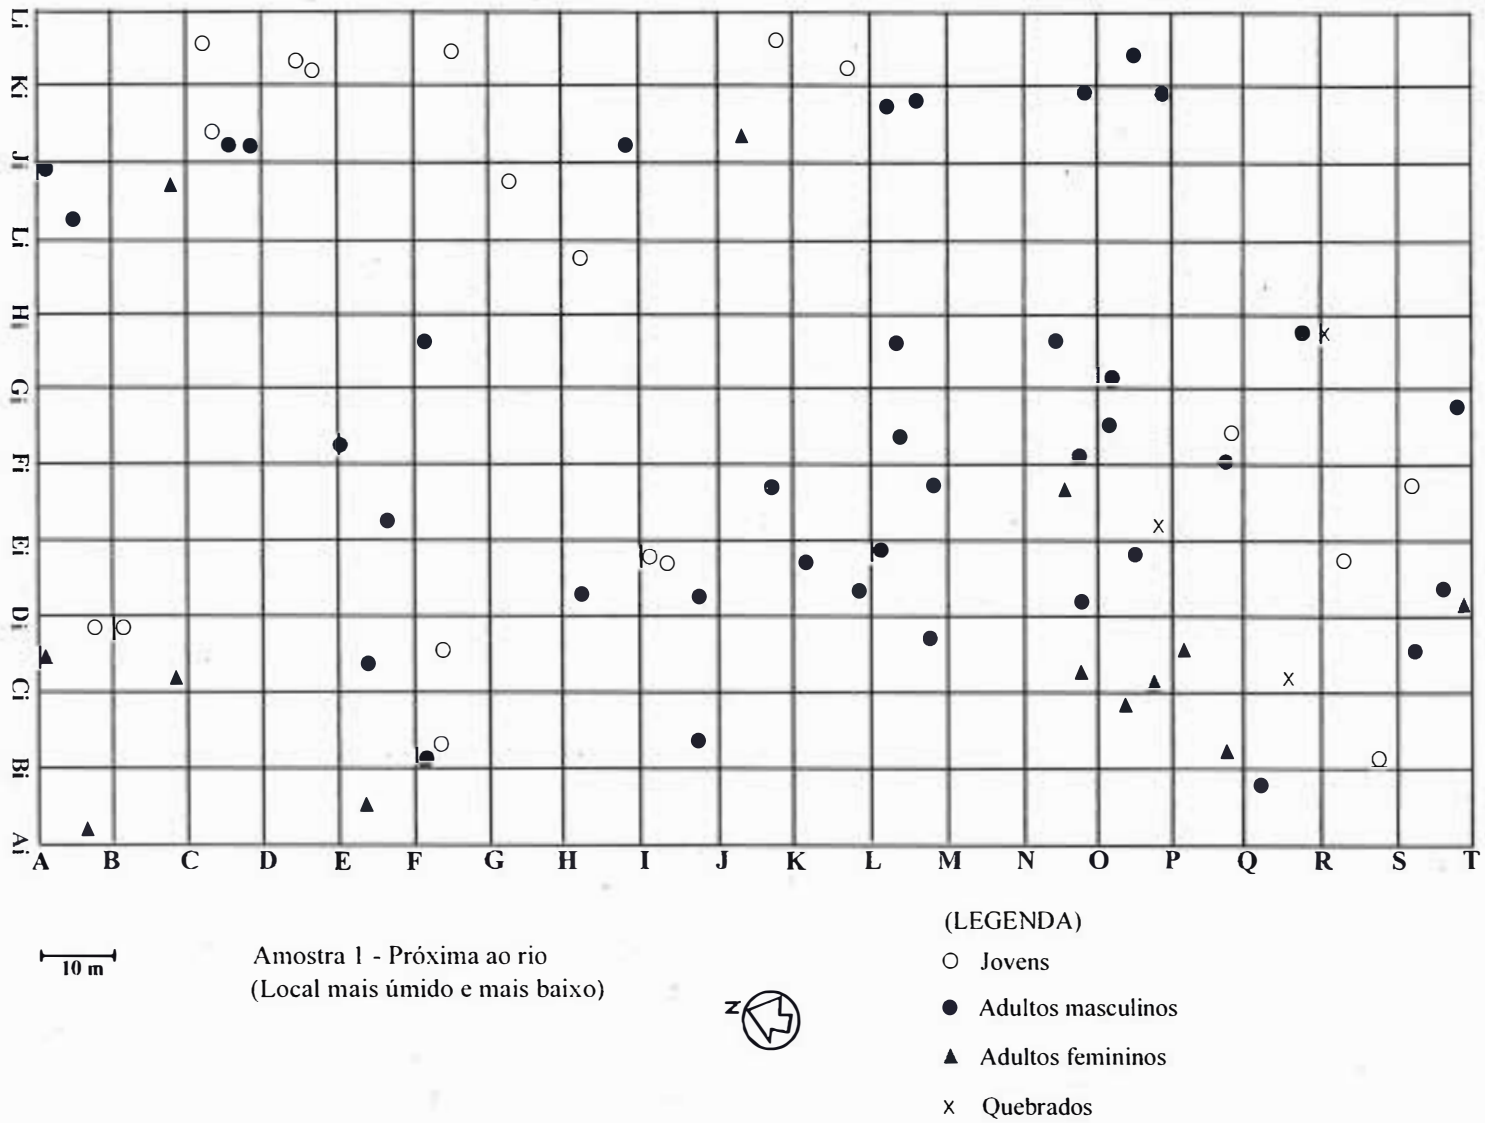 Li
Ki
Ji
Li
Hi
Gi
Fi
Ei
Di
Ci
Bi
Ai
A B C D E F G H I J K L M N O P Q R S T
10 m
Amostra 1 - Próxima ao rio
(Local mais úmido e mais baixo)
N
(LEGENDA)
Jovens
Adultos masculinos
Adultos femininos
x Quebrados